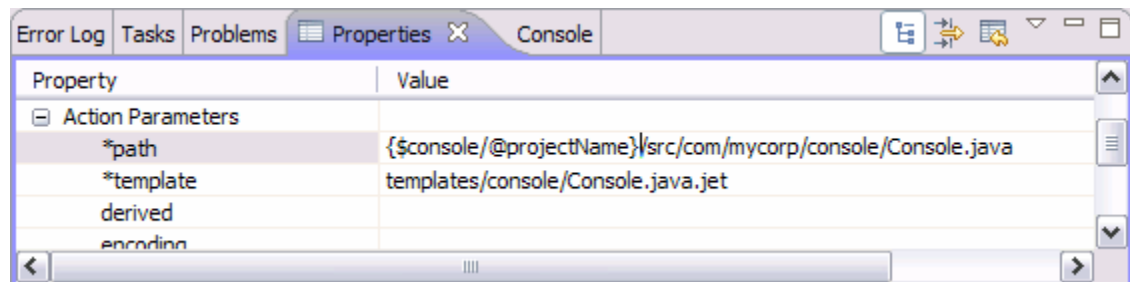 Error Log Tasks Problems Properties Console
Property Value
Action Parameters
*path {$console/@projectName}/src/com/mycorp/console/Console.java
*template templates/console/Console.java.jet
derived
encoding